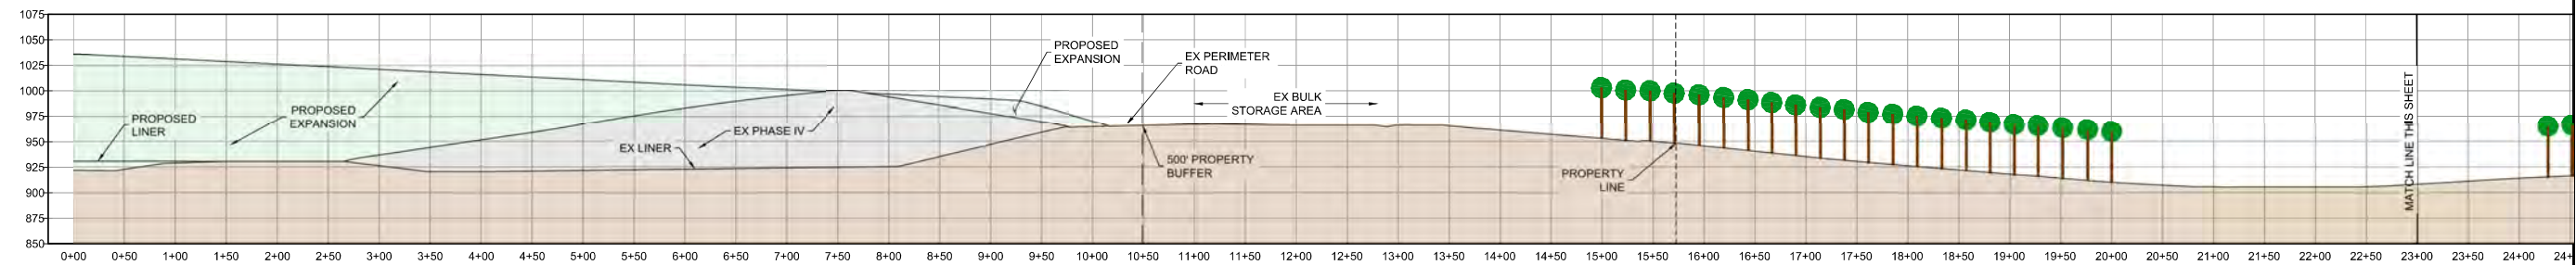 1075
1050
1025
1000
975
950
925
900
875
850
PROPOSED
LINER
PROPOSED
EXPANSION
EX LINER
EX PHASE IV
PROPOSED
EXPANSION
EX PERIMETER
ROAD
500' PROPERTY
BUFFER
EX BULK
STORAGE AREA
PROPERTY
LINE
MATCH LINE THIS SHEET
0+00 0+50 1+00 1+50 2+00 2+50 3+00 3+50 4+00 4+50 5+00 5+50 6+00 6+50 7+00 7+50 8+00 8+50 9+00 9+50 10+00 10+50 11+00 11+50 12+00 12+50 13+00 13+50 14+00 14+50 15+00 15+50 16+00 16+50 17+00 17+50 18+00 18+50 19+00 19+50 20+00 20+50 21+00 21+50 22+00 22+50 23+00 23+50 24+00